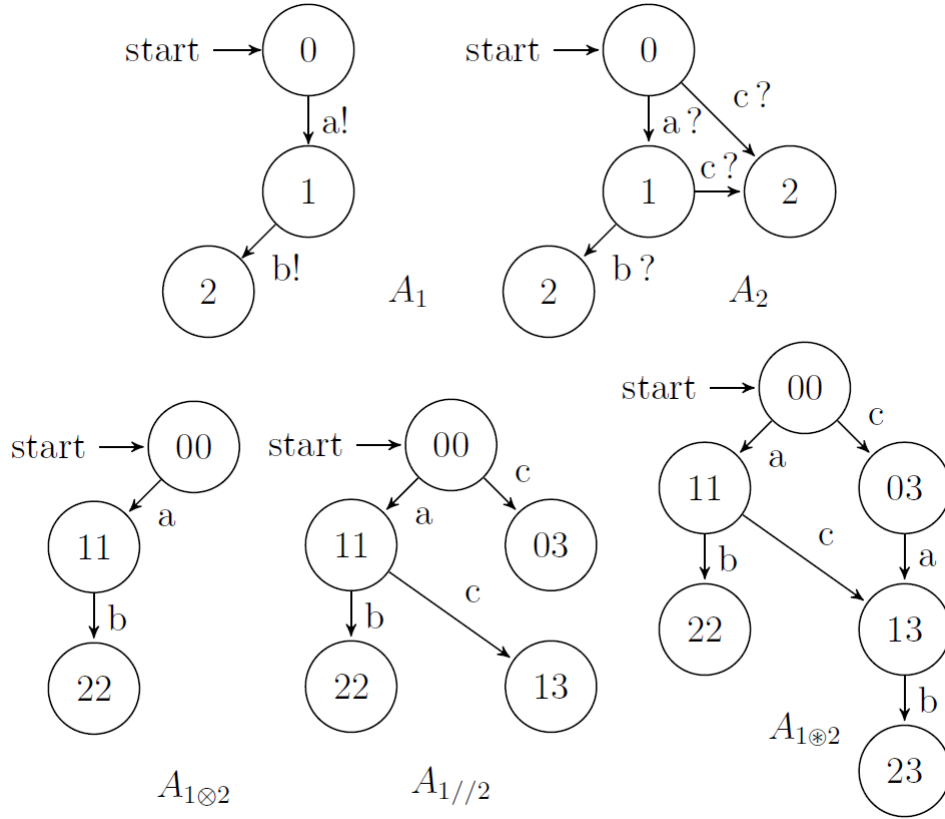 start 0 start 0
a! a? c?
1 1 c? 2
b! b?
2 A₁ 2 A₂
start 00
start 00 start 00
a c
a a c 11 03
11 11 03
b c a
b b c
22 13
22 22 13
b
A₁⊛₂
A₁⊗₂ A₁//₂ 23